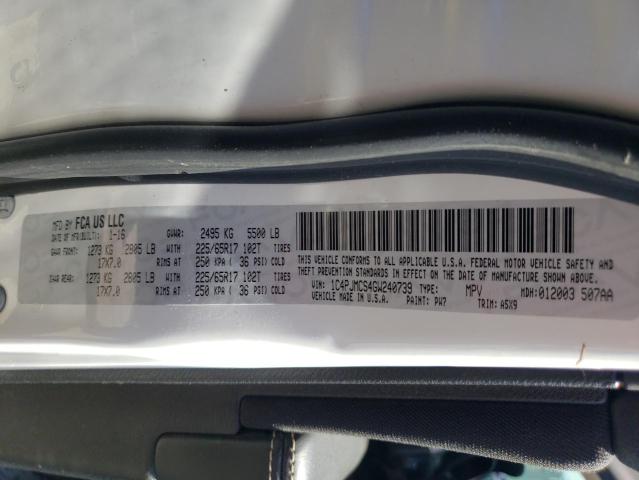 MFD BY FCA US LLC
DATE OF MFR(BUILT): 1-16 GVWR: 2495 KG 5500 LB
GAWR FRONT: 1273 KG 2805 LB WITH 225/65R17 102T TIRES
17X7.0 RIMS AT 250 KPA ( 36 PSI) COLD
GAWR REAR: 1273 KG 2805 LB WITH 225/65R17 102T TIRES
17X7.0 RIMS AT 250 KPA ( 36 PSI) COLD
THIS VEHICLE CONFORMS TO ALL APPLICABLE U.S.A. FEDERAL MOTOR VEHICLE SAFETY AND
THEFT PREVENTION STANDARDS IN EFFECT ON THE DATE OF MANUFACTURE SHOWN ABOVE.
VIN: 1C4PJMCS4GW240739 TYPE: MPV MDH: 012003 507AA
VEHICLE MADE IN U.S.A. PAINT: PW7 TRIM: A5X9